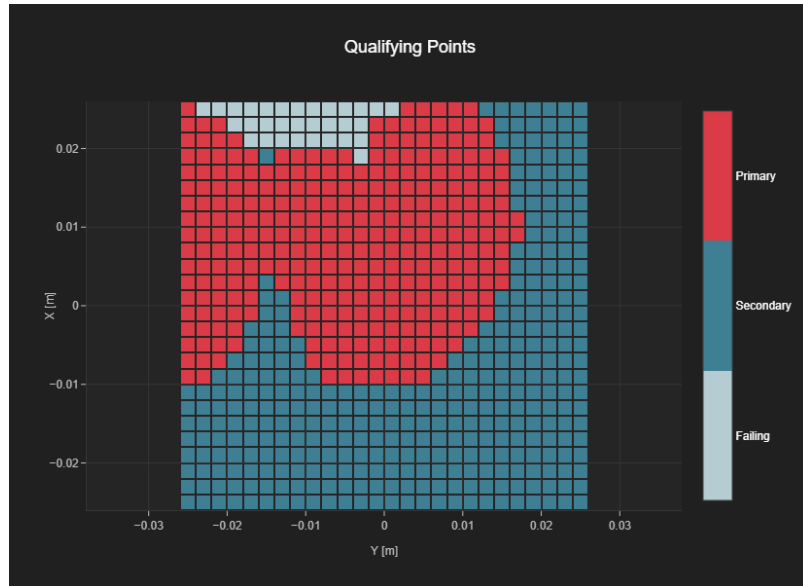 Qualifying Points
0.02
0.01
0
−0.01
−0.02
X [m]
−0.03
−0.02
−0.01
0
0.01
0.02
0.03
Y [m]
Primary
Secondary
Failing